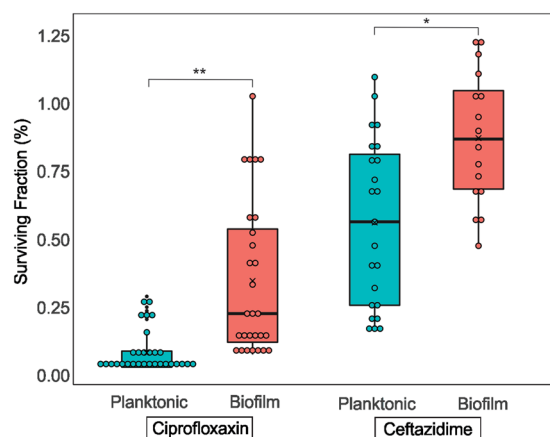 Surviving Fraction (%)
1.25
1.00
0.75
0.50
0.25
0.00
**
*
Planktonic Biofilm Planktonic Biofilm
Ciprofloxaxin Ceftazidime